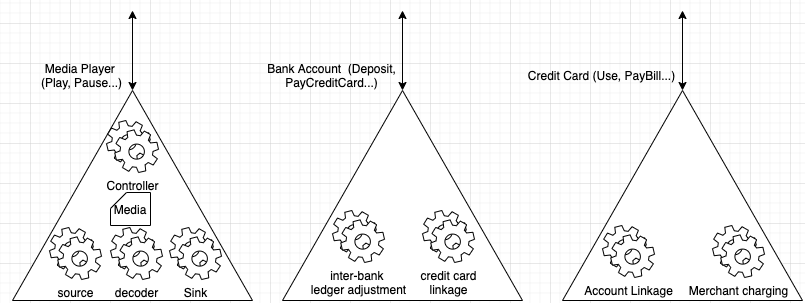 Media Player
(Play, Pause...)
Controller
Media
source
decoder
Sink
Bank Account  (Deposit,
PayCreditCard...)
inter-bank
ledger adjustment
credit card
linkage
Credit Card (Use, PayBill...)
Account Linkage
Merchant charging